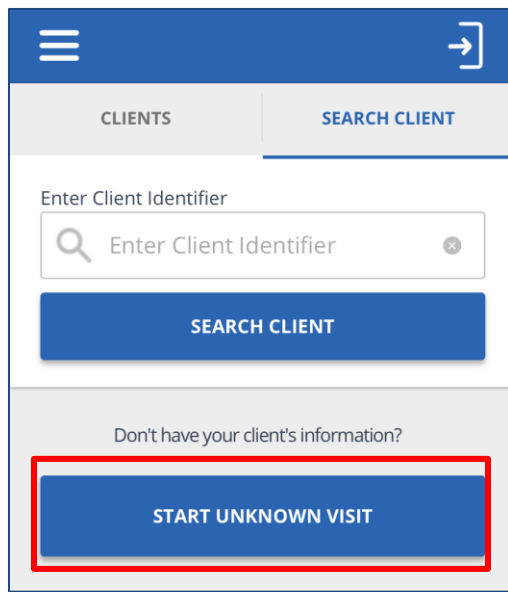 CLIENTS
SEARCH CLIENT
Enter Client Identifier
Enter Client Identifier
SEARCH CLIENT
Don't have your client's information?
START UNKNOWN VISIT